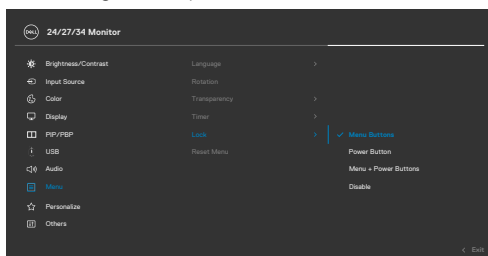 DELL
24/27/34 Monitor
Brightness/Contrast
Input Source
Color
Display
PIP/PBP
USB
Audio
Menu
Personalize
Others
Language
Rotation
Transparency
Timer
Lock
Reset Menu
Menu Buttons
Power Button
Menu + Power Buttons
Disable
Exit